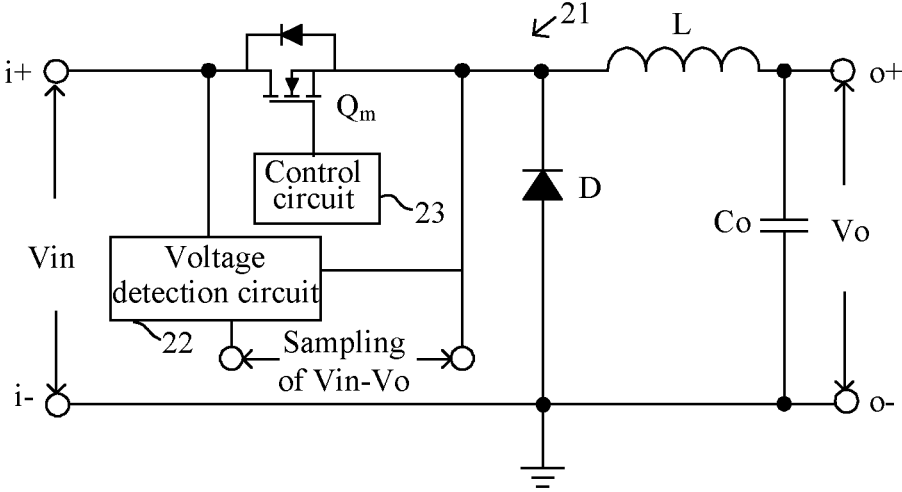 21
L
i+
o+
Qm
Control
circuit
23
D
Co
Vo
Vin
Voltage
detection circuit
22
Sampling
of Vin-Vo
i-
o-